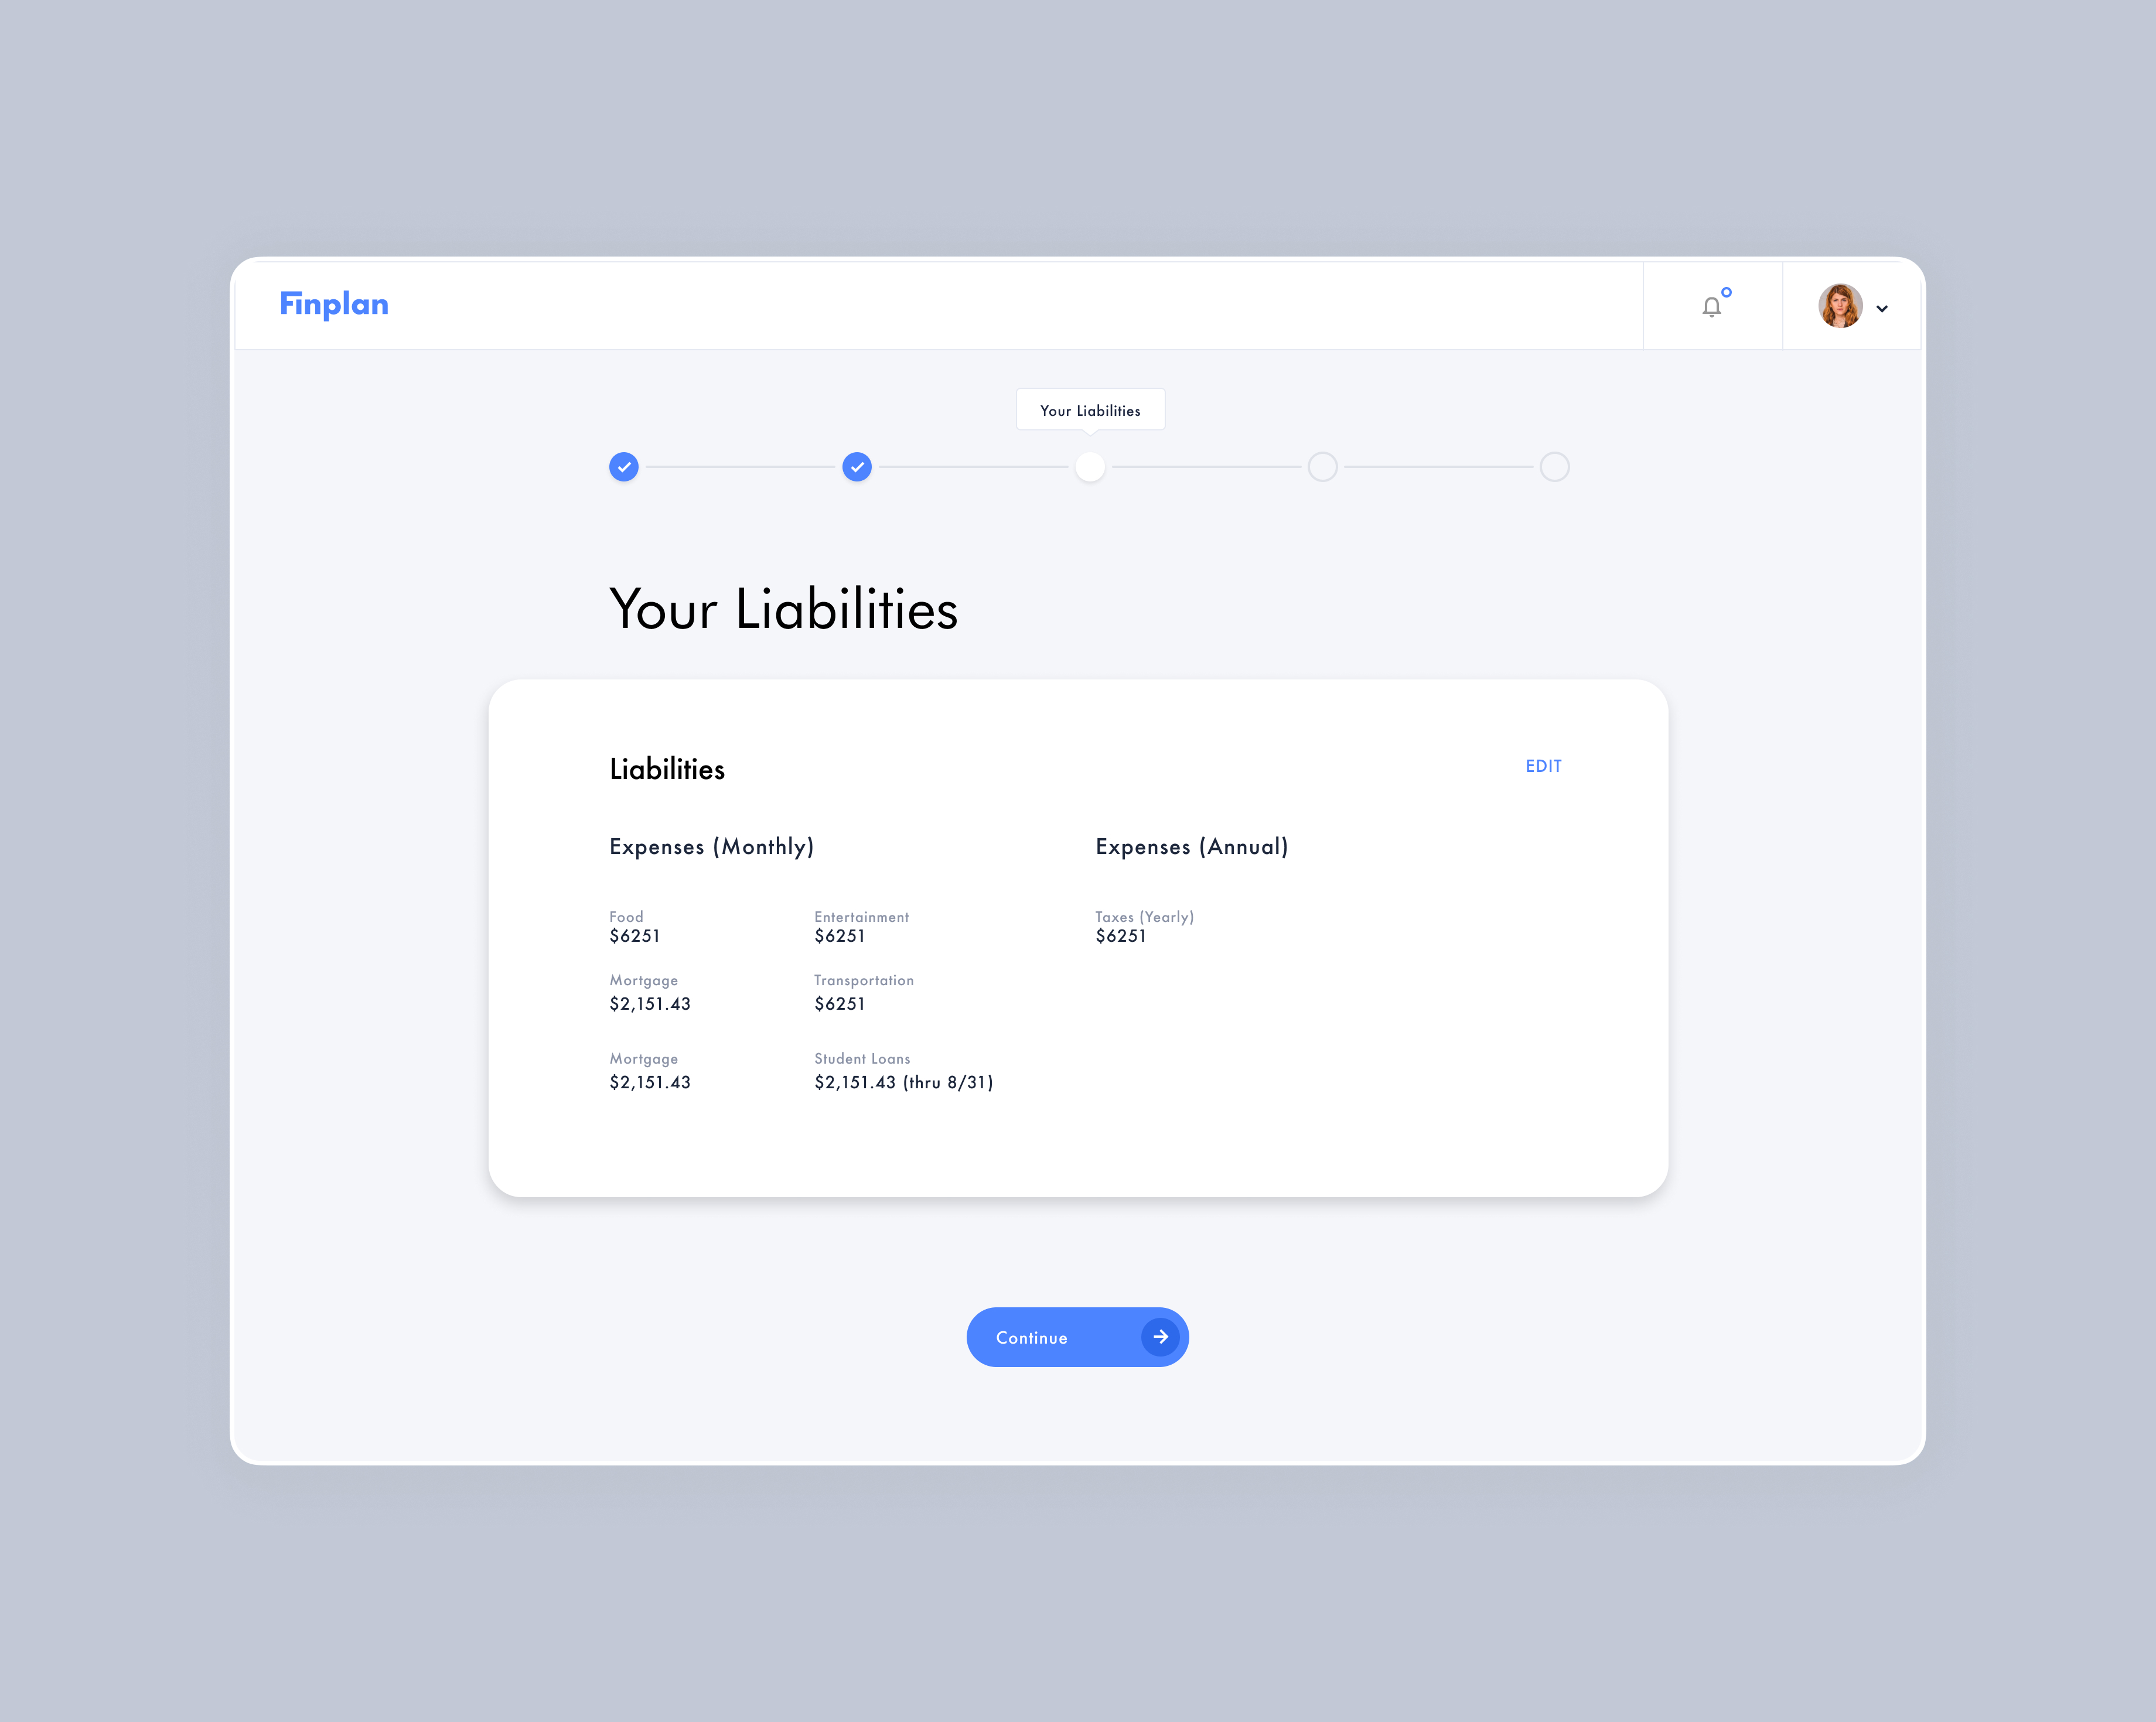 Finplan
Your Liabilities
Your Liabilities
Liabilities
EDIT
Expenses (Monthly)
Expenses (Annual)
Food
$6251
Entertainment
$6251
Taxes (Yearly)
$6251
Mortgage
$2,151.43
Transportation
$6251
Mortgage
$2,151.43
Student Loans
$2,151.43 (thru 8/31)
Continue